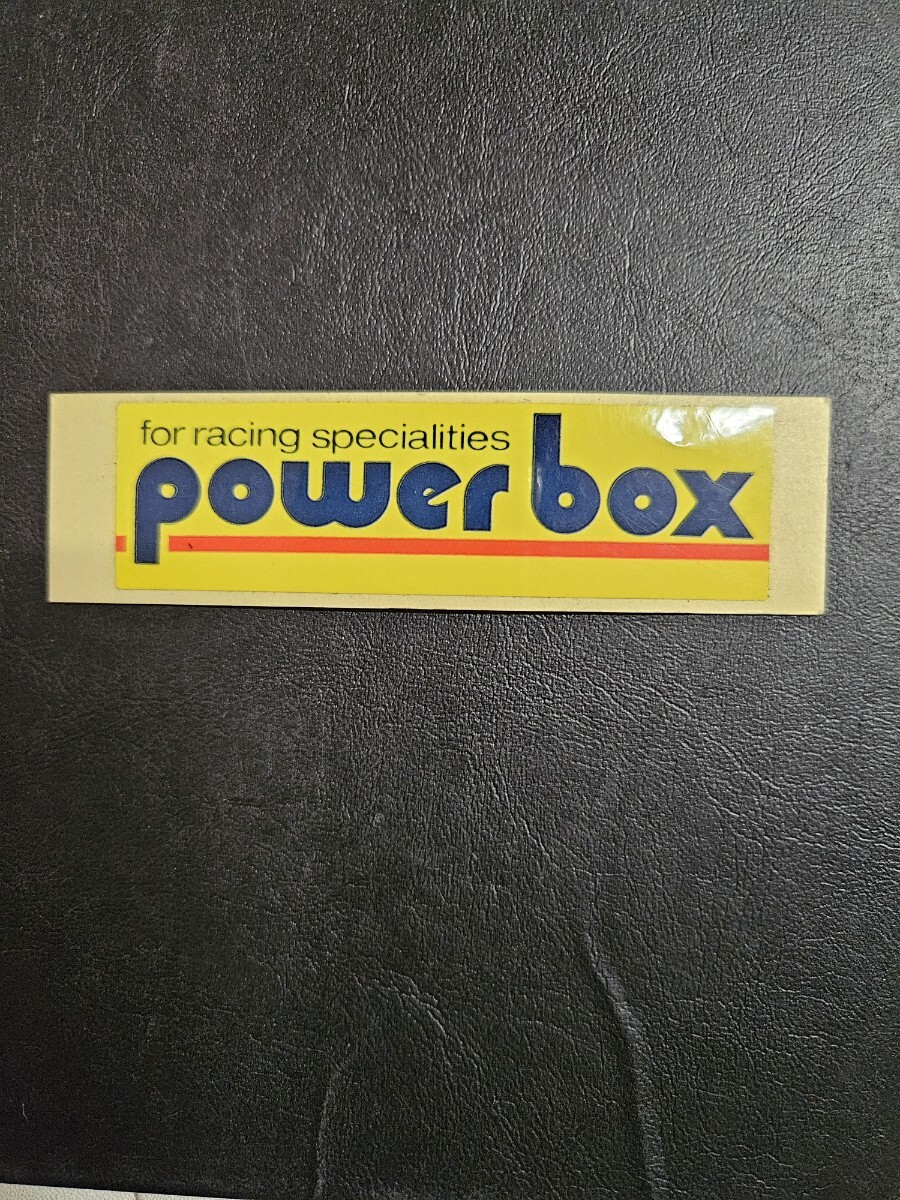 for racing specialities
power box